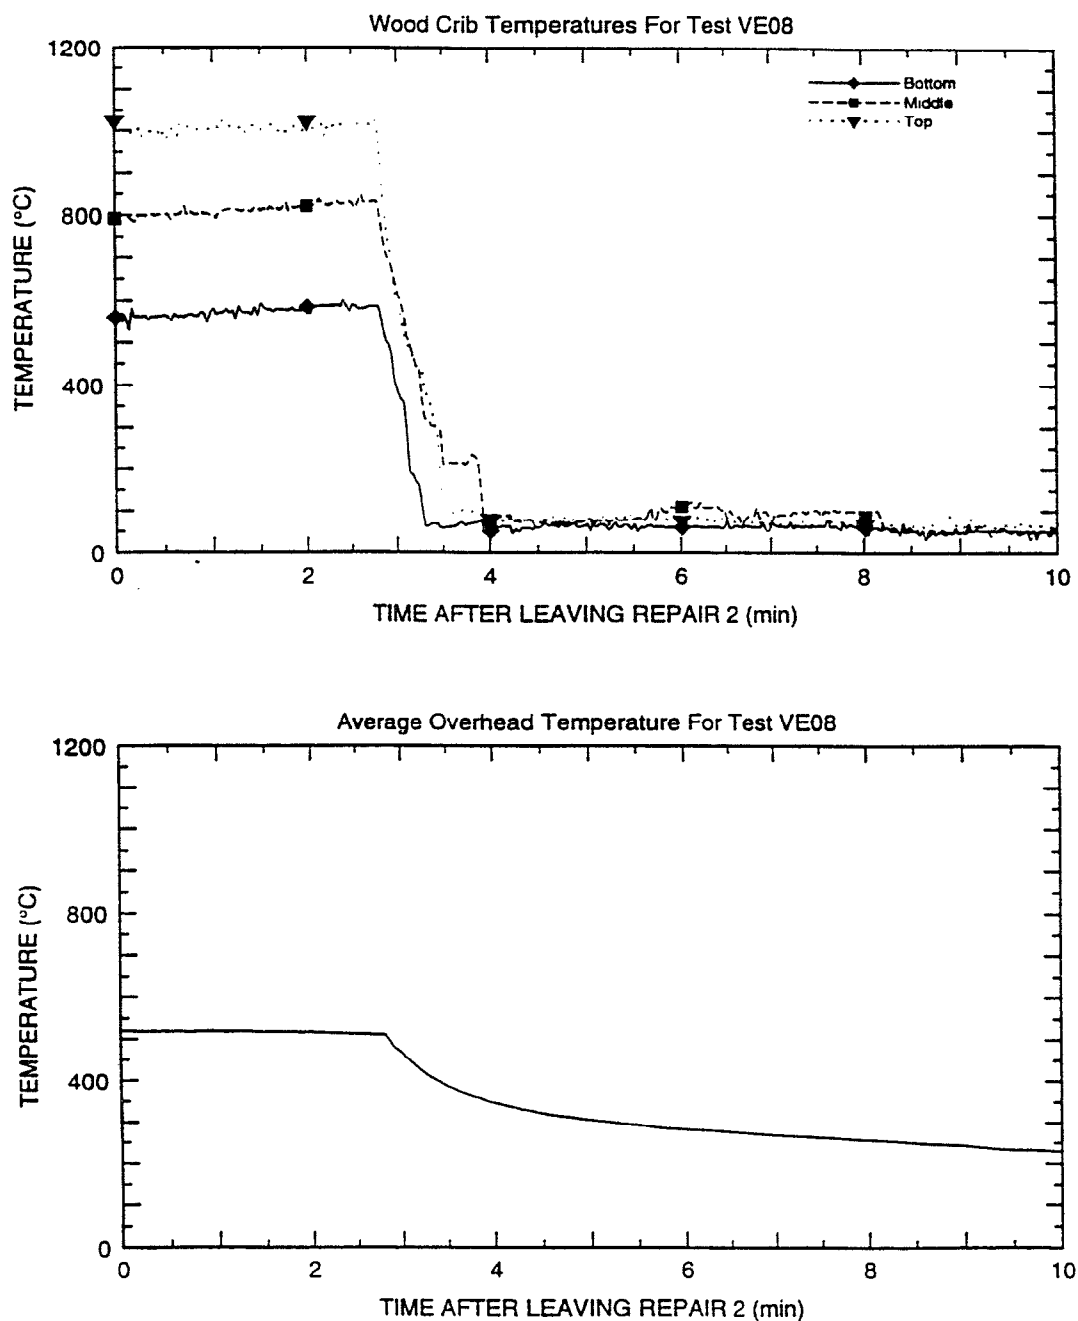 Wood Crib Temperatures For Test VE08
1200
800
400
0
TEMPERATURE (°C)
Bottom
Middle
Top
0 2 4 6 8 10
TIME AFTER LEAVING REPAIR 2 (min)
Average Overhead Temperature For Test VE08
1200
800
400
0
TEMPERATURE (°C)
0 2 4 6 8 10
TIME AFTER LEAVING REPAIR 2 (min)